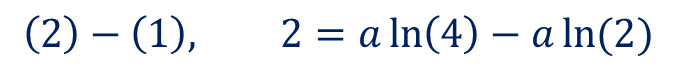 (2) − (1), 2 = a ln(4) − a ln(2)